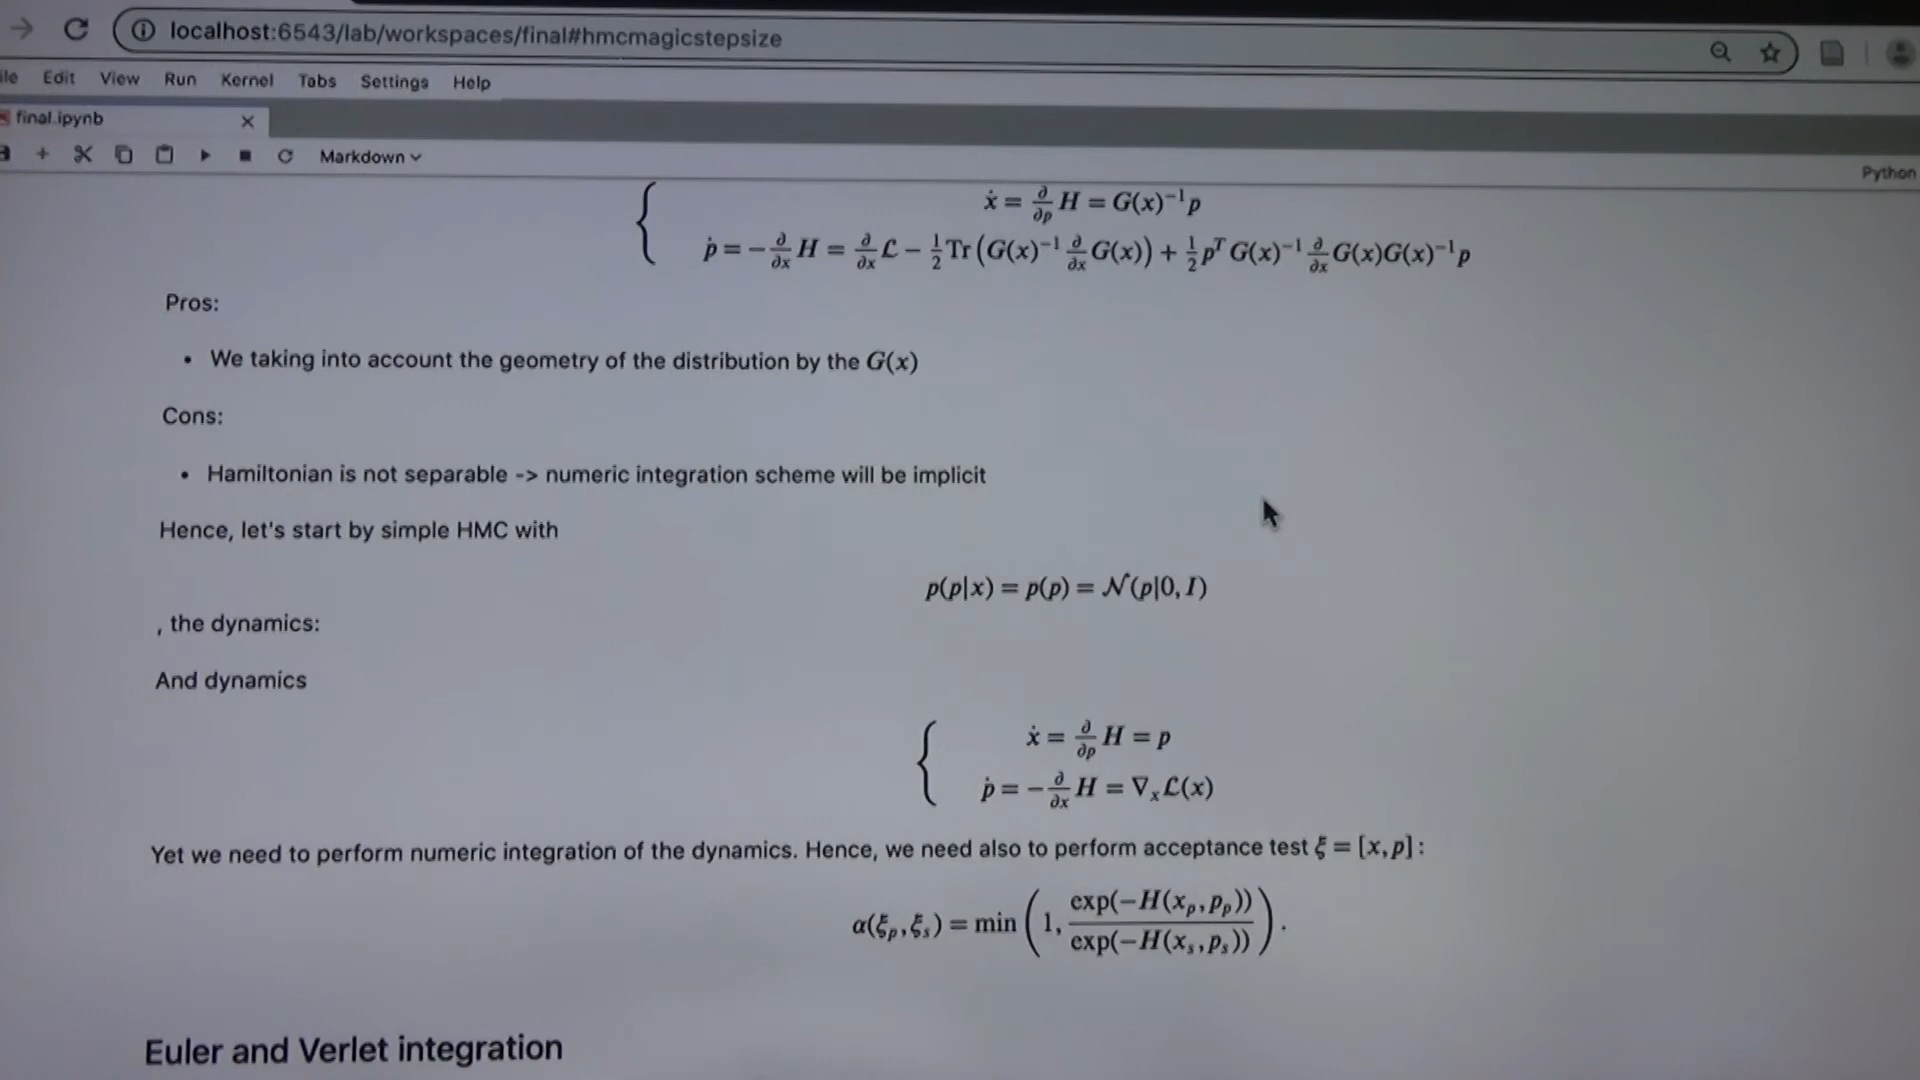 localhost:6543/lab/workspaces/final#hmcmagicstepsize
ile Edit View Run Kernel Tabs Settings Help
final.ipynb
Markdown
Python
ẋ = ∂/∂p H = G(x)⁻¹p
ṗ = −∂/∂x H = ∂/∂x ℒ − 1/2 Tr(G(x)⁻¹ ∂/∂x G(x)) + 1/2 pᵀ G(x)⁻¹ ∂/∂x G(x)G(x)⁻¹p
Pros:
• We taking into account the geometry of the distribution by the G(x)
Cons:
• Hamiltonian is not separable -> numeric integration scheme will be implicit
Hence, let's start by simple HMC with
p(p|x) = p(p) = 𝒩(p|0, I)
, the dynamics:
And dynamics
ẋ = ∂/∂p H = p
ṗ = −∂/∂x H = ∇ₓℒ(x)
Yet we need to perform numeric integration of the dynamics. Hence, we need also to perform acceptance test ξ = [x, p]:
α(ξₚ, ξₛ) = min (1, exp(−H(xₚ, pₚ)) / exp(−H(xₛ, pₛ))).
Euler and Verlet integration